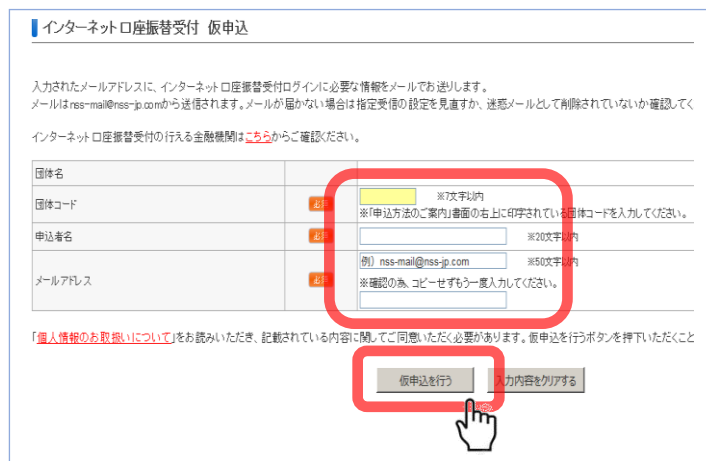 インターネット口座振替受付 仮申込
入力されたメールアドレスに、インターネット口座振替受付ログインに必要な情報をメールでお送りします。
メールはnss-mail@nss-jp.comから送信されます。メールが届かない場合は指定受信の設定を見直すか、迷惑メールとして削除されていないか確認してく
インターネット口座振替受付の行える金融機関はこちらからご確認ください。
団体名
団体コード 必須 ※7文字以内
※「申込方法のご案内」書面の右上に印字されている団体コードを入力してください。
申込者名 必須 ※20文字以内
メールアドレス 必須 例) nss-mail@nss-jp.com ※50文字以内
※確認の為、コピーせずもう一度入力してください。
「個人情報のお取扱いについて」をお読みいただき、記載されている内容に関してご同意いただく必要があります。仮申込を行うボタンを押下いただくこと
仮申込を行う 入力内容をクリアする